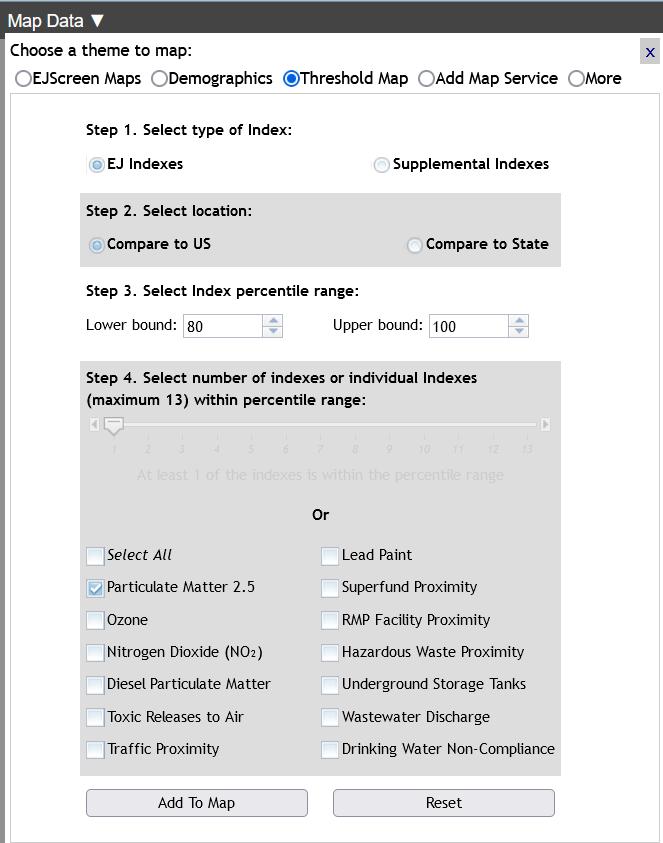 Map Data ▼
Choose a theme to map:
x
EJScreen Maps Demographics Threshold Map Add Map Service More
Step 1. Select type of Index:
EJ Indexes Supplemental Indexes
Step 2. Select location:
Compare to US Compare to State
Step 3. Select Index percentile range:
Lower bound: 80 Upper bound: 100
Step 4. Select number of indexes or individual Indexes
(maximum 13) within percentile range:
1 2 3 4 5 6 7 8 9 10 11 12 13
At least 1 of the indexes is within the percentile range
Or
Select All Lead Paint
Particulate Matter 2.5 Superfund Proximity
Ozone RMP Facility Proximity
Nitrogen Dioxide (NO₂) Hazardous Waste Proximity
Diesel Particulate Matter Underground Storage Tanks
Toxic Releases to Air Wastewater Discharge
Traffic Proximity Drinking Water Non-Compliance
Add To Map Reset